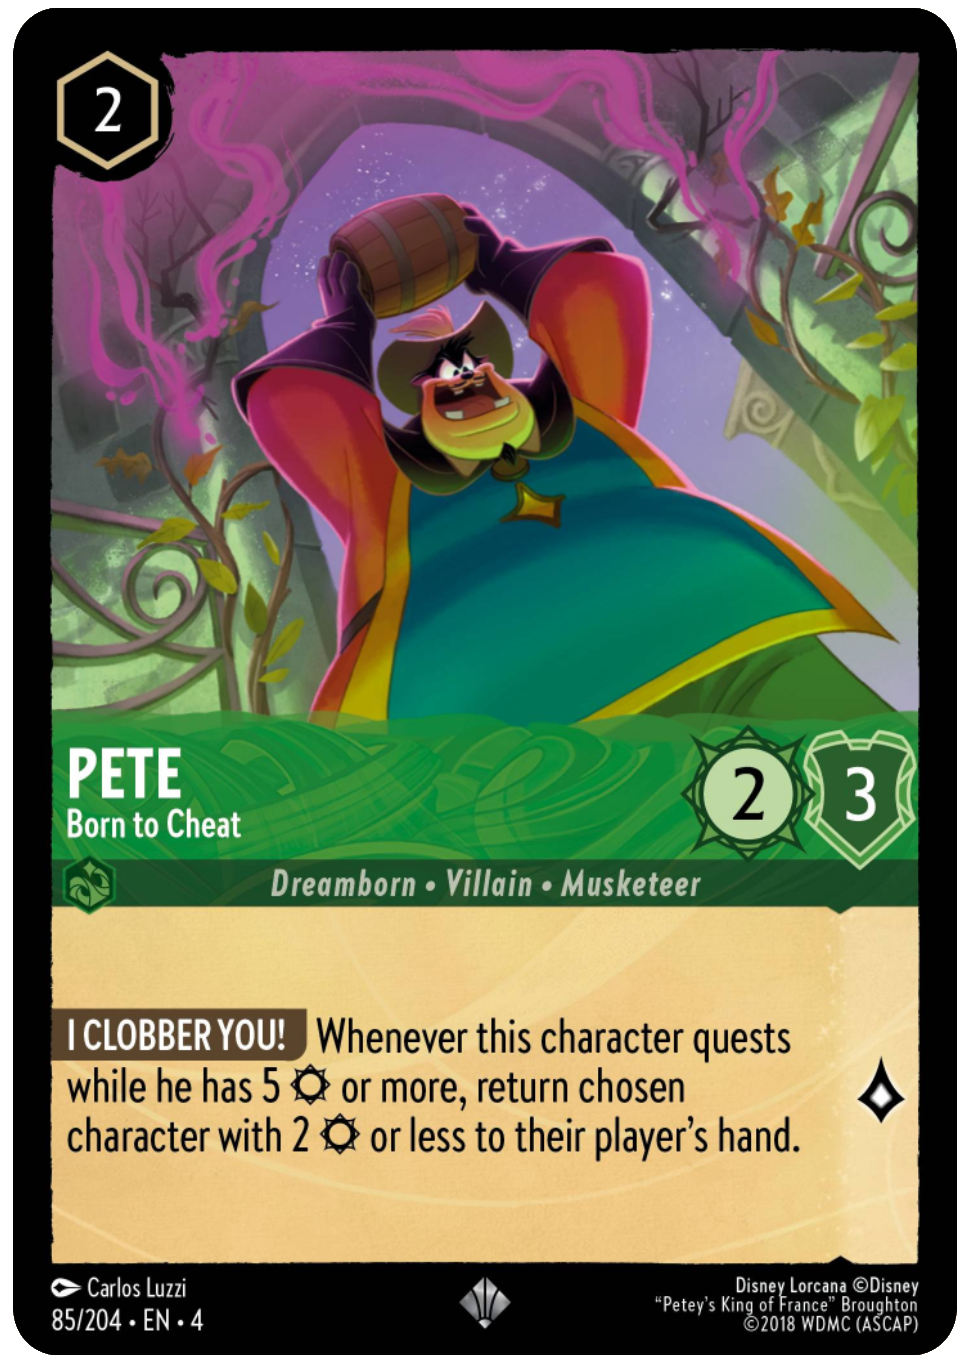 2
PETE
Born to Cheat
2 3
Dreamborn • Villain • Musketeer
I CLOBBER YOU! Whenever this character quests
while he has 5 or more, return chosen
character with 2 or less to their player's hand.
Carlos Luzzi
85/204 • EN • 4
Disney Lorcana ©Disney
"Petey's King of France" Broughton
©2018 WDMC (ASCAP)